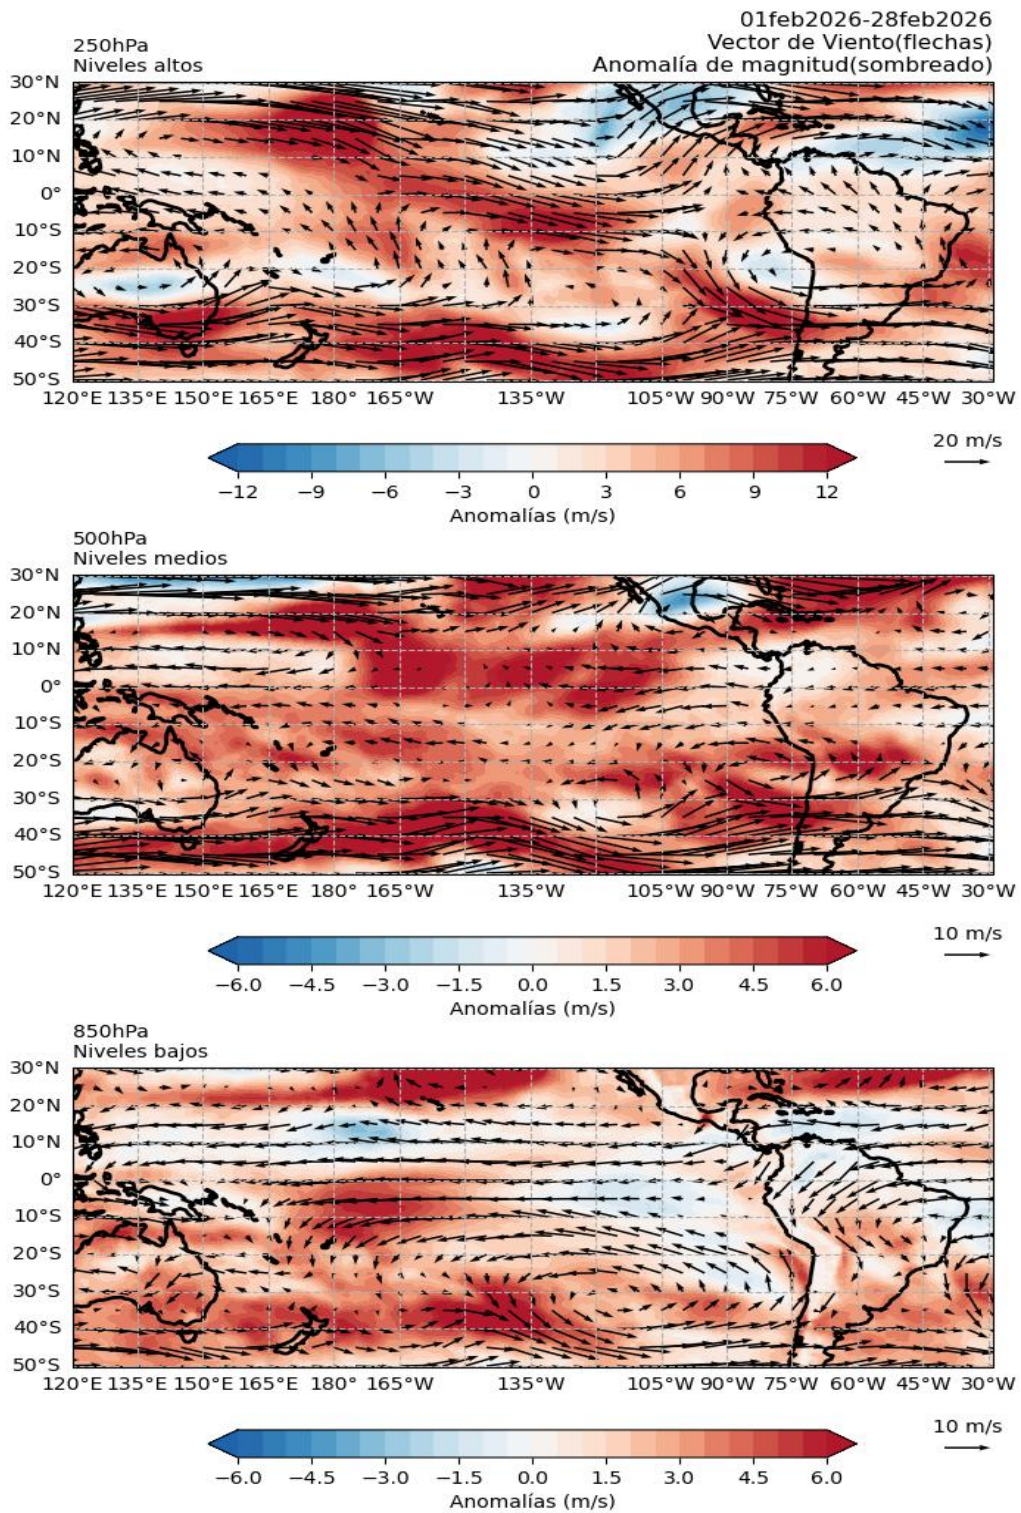 01feb2026-28feb2026
Vector de Viento(flechas)
Anomalía de magnitud(sombreado)
250hPa
Niveles altos
30°N
20°N
10°N
0°
10°S
20°S
30°S
40°S
50°S
120°E 135°E 150°E 165°E 180° 165°W 135°W 105°W 90°W 75°W 60°W 45°W 30°W
20 m/s
−12 −9 −6 −3 0 3 6 9 12
Anomalías (m/s)
500hPa
Niveles medios
30°N
20°N
10°N
0°
10°S
20°S
30°S
40°S
50°S
120°E 135°E 150°E 165°E 180° 165°W 135°W 105°W 90°W 75°W 60°W 45°W 30°W
10 m/s
−6.0 −4.5 −3.0 −1.5 0.0 1.5 3.0 4.5 6.0
Anomalías (m/s)
850hPa
Niveles bajos
30°N
20°N
10°N
0°
10°S
20°S
30°S
40°S
50°S
120°E 135°E 150°E 165°E 180° 165°W 135°W 105°W 90°W 75°W 60°W 45°W 30°W
10 m/s
−6.0 −4.5 −3.0 −1.5 0.0 1.5 3.0 4.5 6.0
Anomalías (m/s)